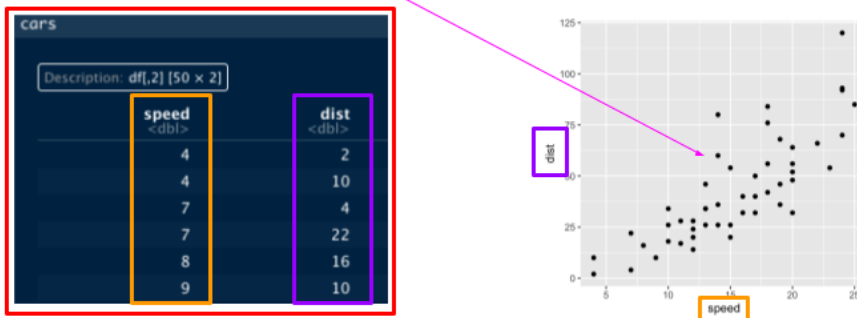 cars
Description: df[,2] [50 × 2]
speed dist
<dbl> <dbl>
4 2
4 10
7 4
7 22
8 16
9 10
125
100
75
50
25
0
dist
5 10 15 20 25
speed